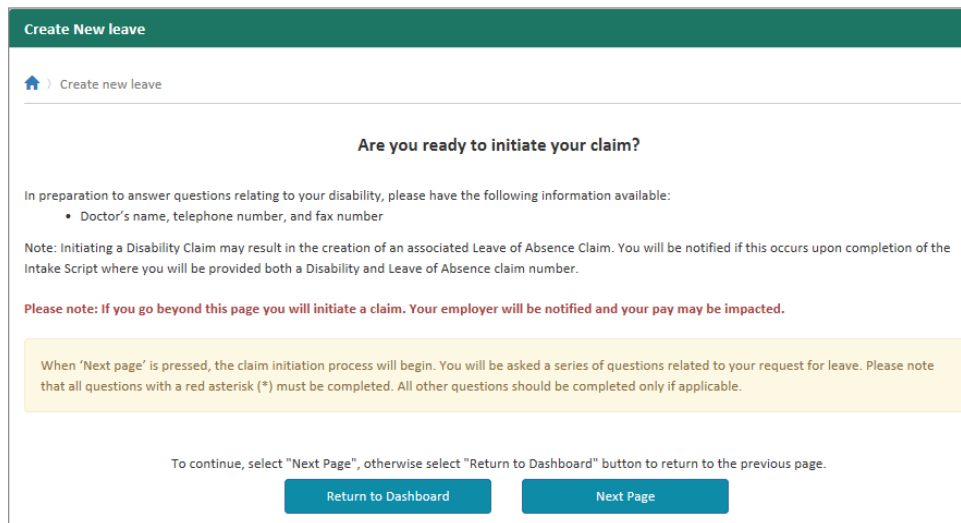 Create New leave
Create new leave
Are you ready to initiate your claim?
In preparation to answer questions relating to your disability, please have the following information available:
• Doctor’s name, telephone number, and fax number
Note: Initiating a Disability Claim may result in the creation of an associated Leave of Absence Claim. You will be notified if this occurs upon completion of the
Intake Script where you will be provided both a Disability and Leave of Absence claim number.
Please note: If you go beyond this page you will initiate a claim. Your employer will be notified and your pay may be impacted.
When ‘Next page’ is pressed, the claim initiation process will begin. You will be asked a series of questions related to your request for leave. Please note
that all questions with a red asterisk (*) must be completed. All other questions should be completed only if applicable.
To continue, select "Next Page", otherwise select "Return to Dashboard" button to return to the previous page.
Return to Dashboard
Next Page